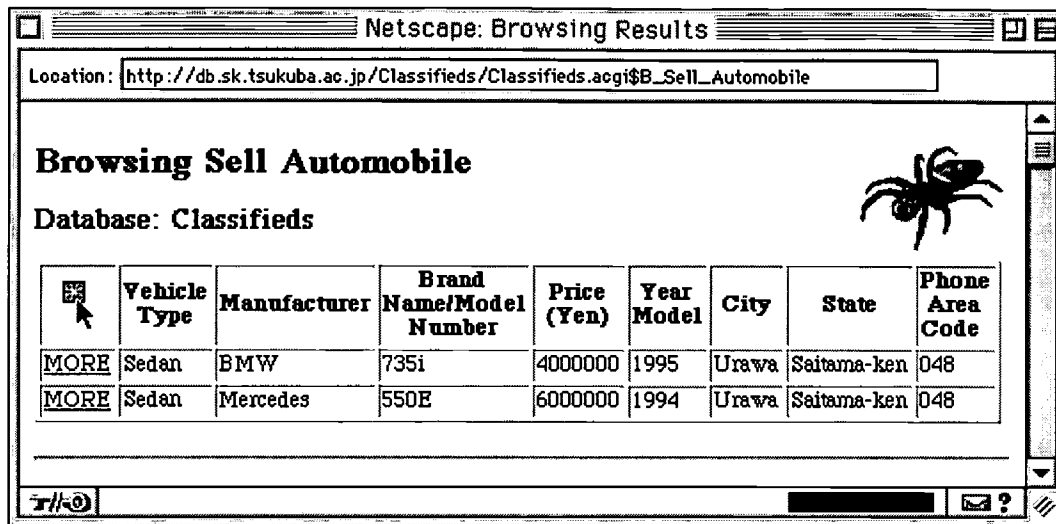 Netscape: Browsing Results
Location: http://db.sk.tsukuba.ac.jp/Classifieds/Classifieds.acgi$B_Sell_Automobile
Browsing Sell Automobile
Database: Classifieds
Vehicle Type Manufacturer Brand Name/Model Number Price (Yen) Year Model City State Phone Area Code
MORE Sedan BMW 735i 4000000 1995 Urawa Saitama-ken 048
MORE Sedan Mercedes 550E 6000000 1994 Urawa Saitama-ken 048
?